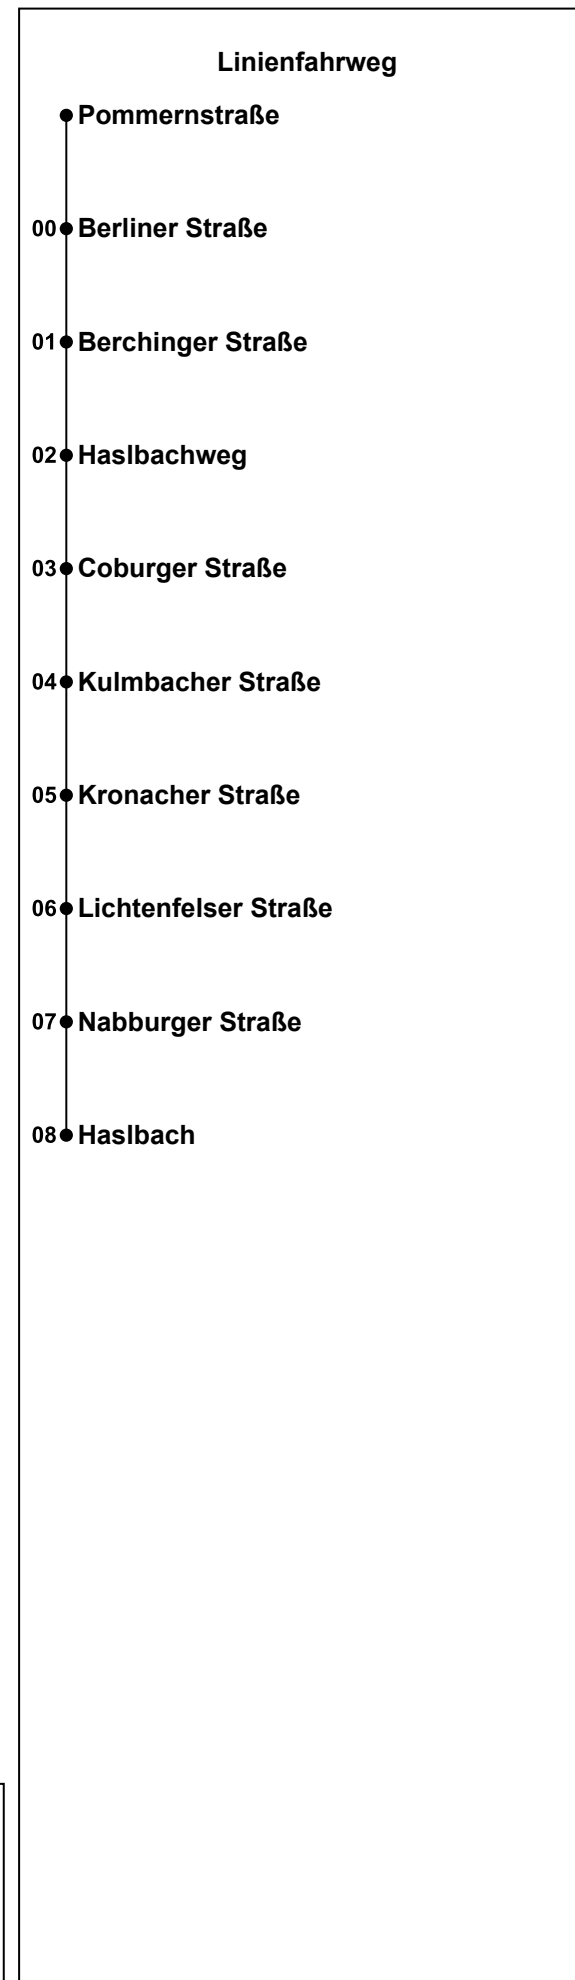 Linienfahrweg
Pommernstraße
00 Berliner Straße
01 Berchinger Straße
02 Haslbachweg
03 Coburger Straße
04 Kulmbacher Straße
05 Kronacher Straße
06 Lichtenfelser Straße
07 Nabburger Straße
08 Haslbach